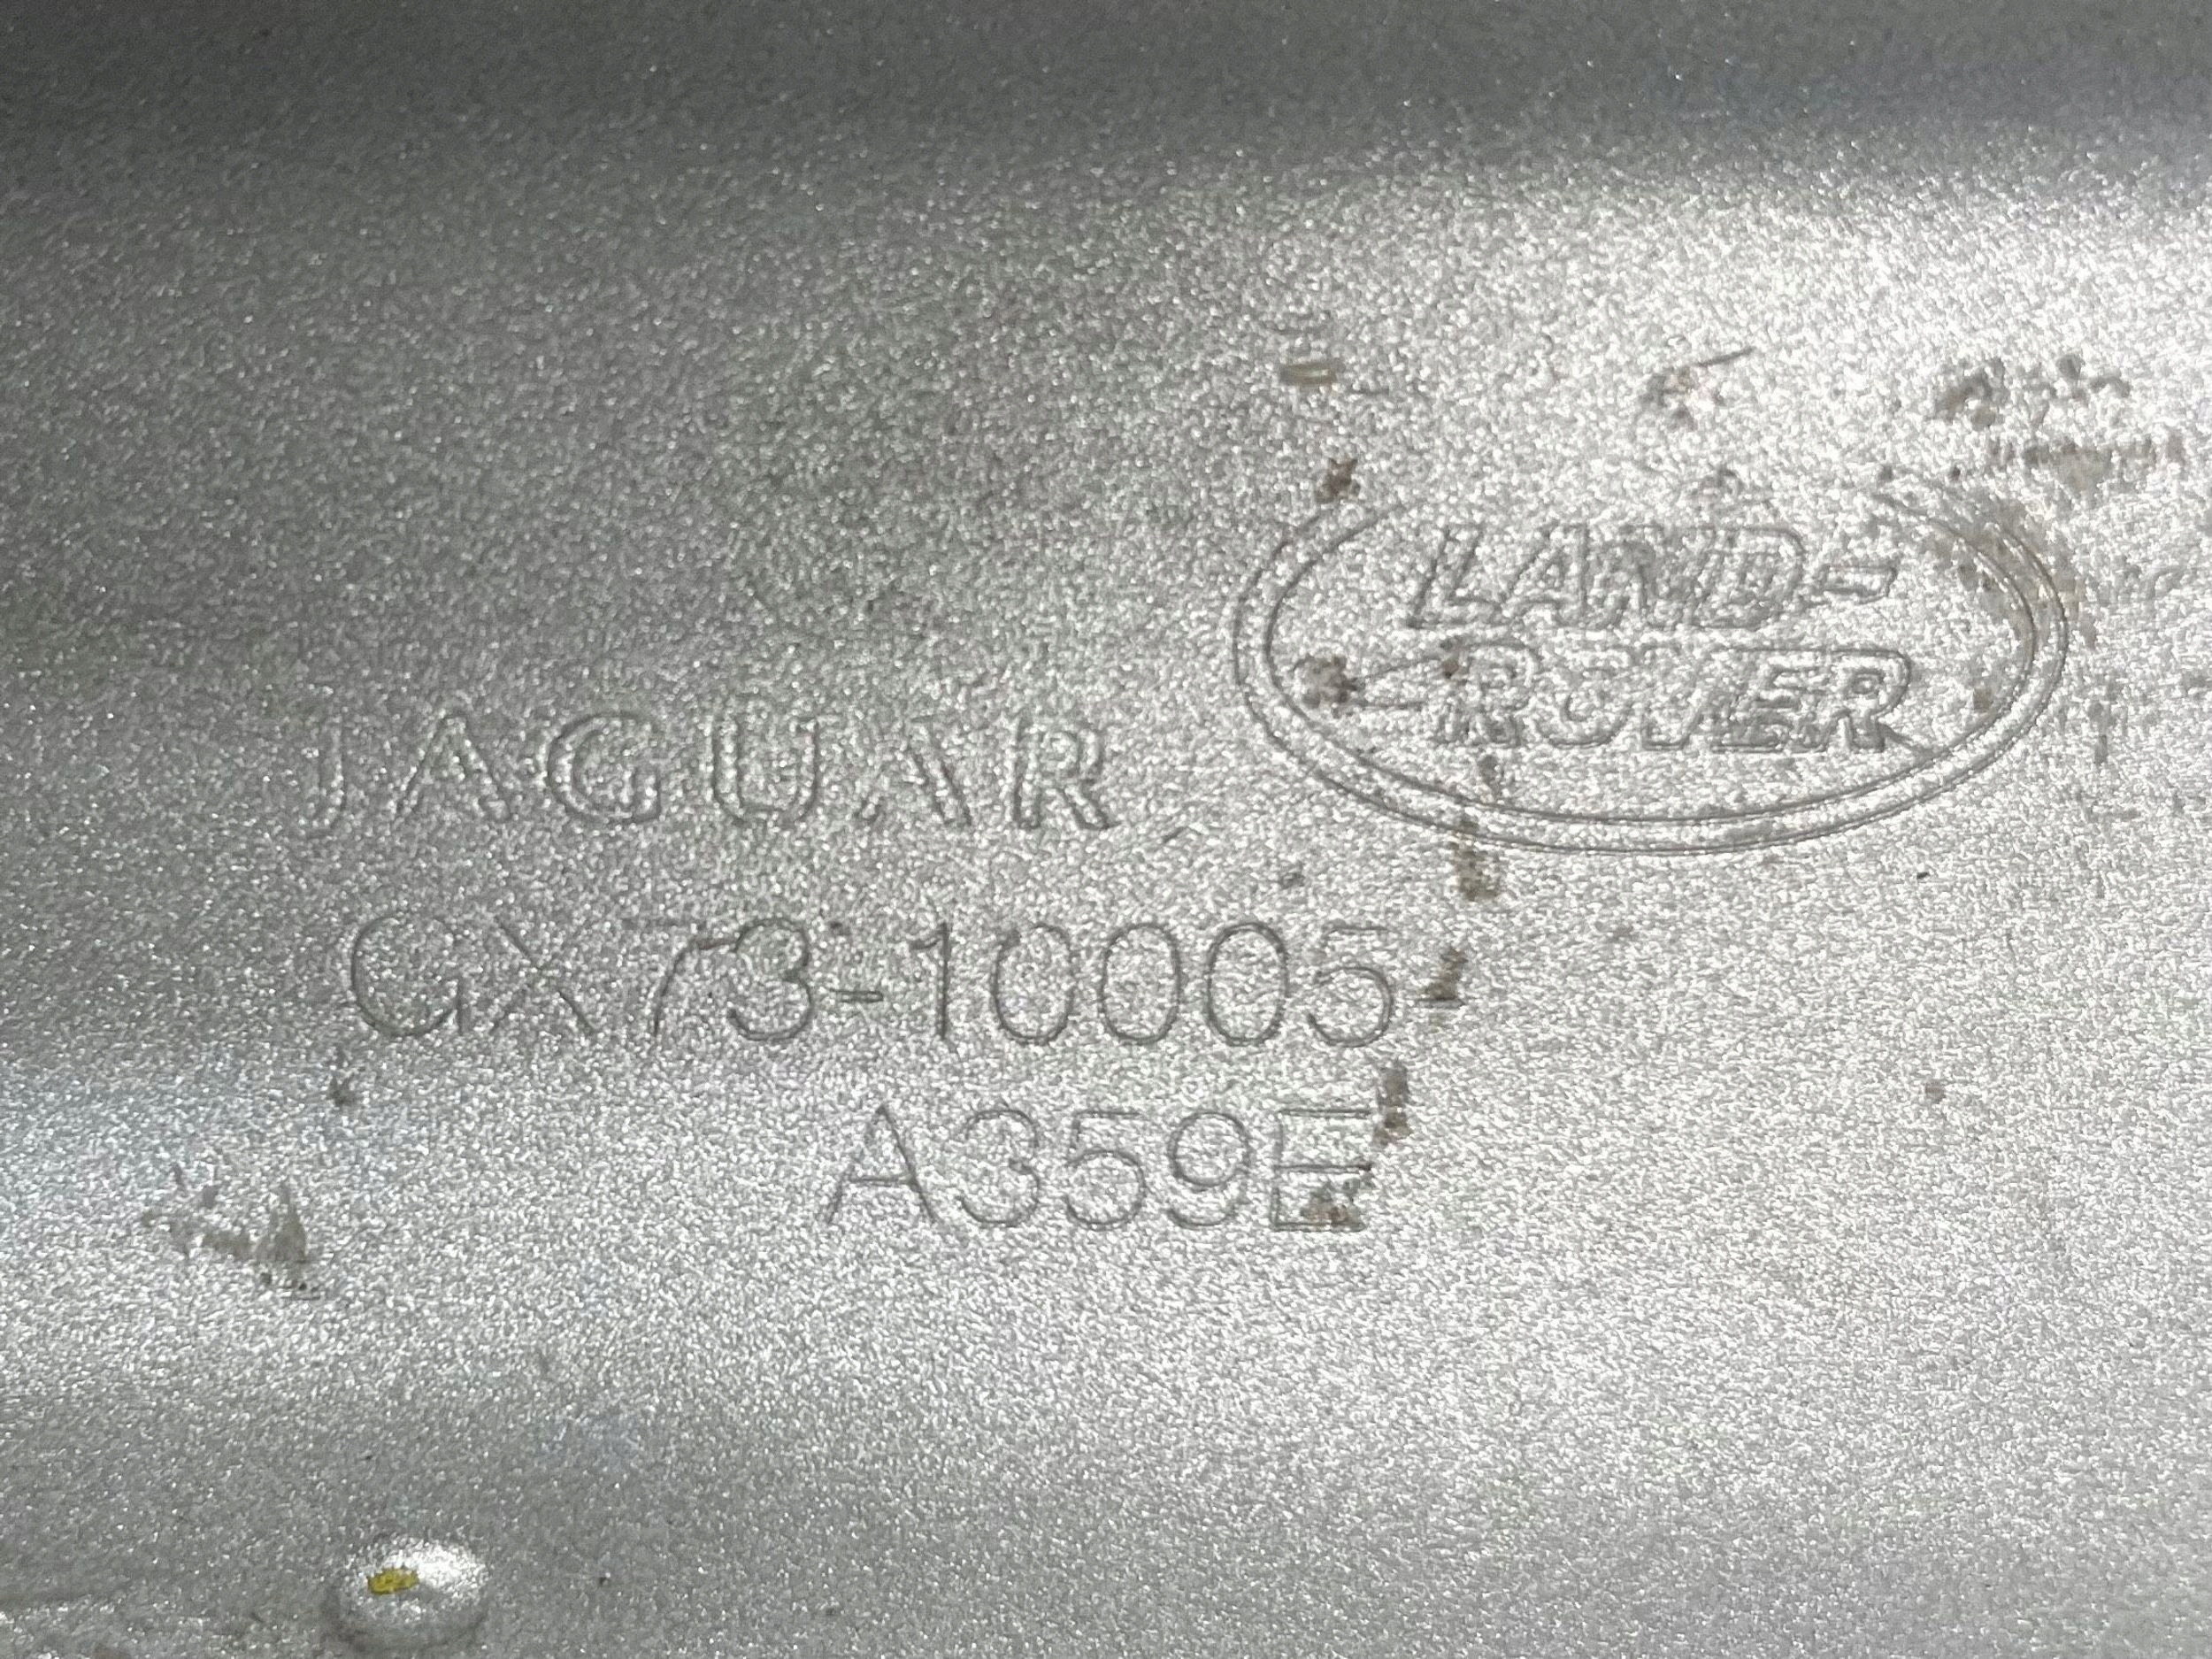 LAND-
ROVER
JAGUAR
GX73-10005-
A359E